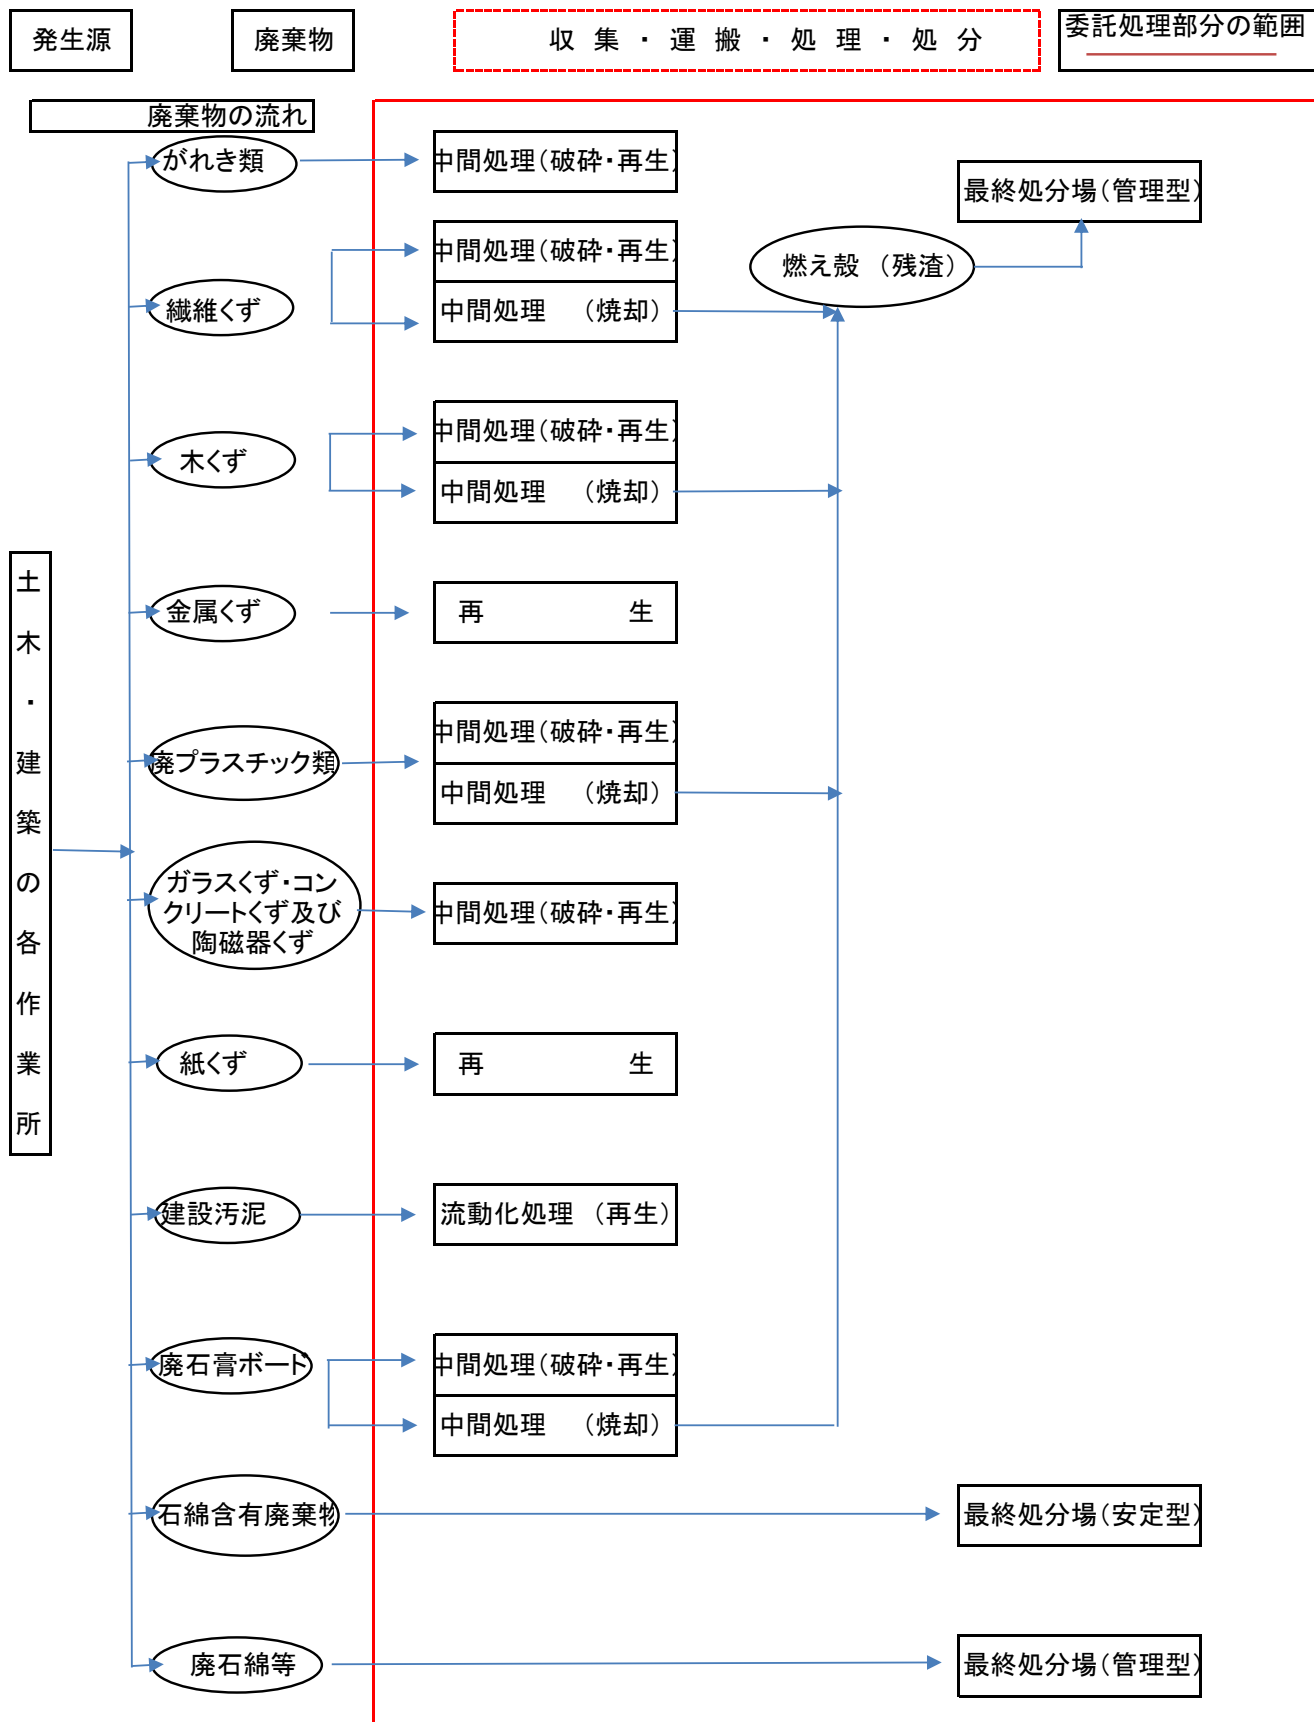 発生源
廃棄物
収集・運搬・処理・処分
委託処理部分の範囲
廃棄物の流れ
がれき類
中間処理(破砕・再生)
最終処分場(管理型)
繊維くず
中間処理(破砕・再生)
中間処理　(焼却)
燃え殻　(残渣)
木くず
中間処理(破砕・再生)
中間処理　(焼却)
土木・建築の各作業所
金属くず
再　　　　　生
廃プラスチック類
中間処理(破砕・再生)
中間処理　(焼却)
ガラスくず・コン
クリートくず及び
陶磁器くず
中間処理(破砕・再生)
紙くず
再　　　　　生
建設汚泥
流動化処理　(再生)
廃石膏ボード
中間処理(破砕・再生)
中間処理　(焼却)
石綿含有廃棄物
最終処分場(安定型)
廃石綿等
最終処分場(管理型)